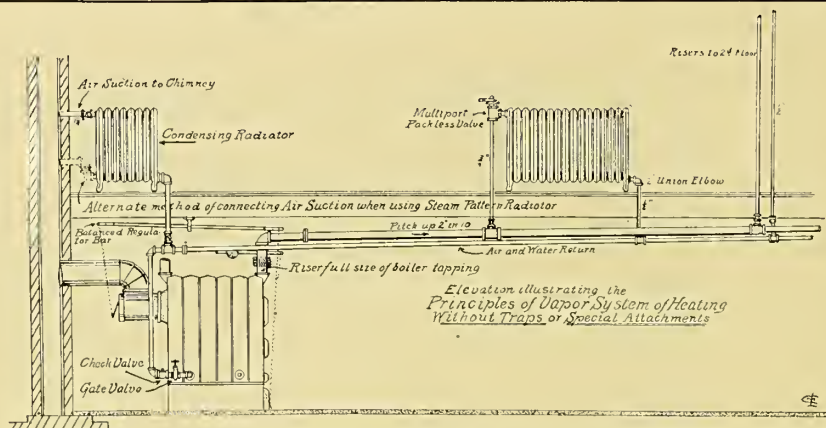 Risers to 2d Floor
Air Suction to Chimney
Multiport
Packless Valve
Condensing Radiator
Union Elbow
Alternate method of connecting Air Suction when using Steam Pattern Radiator
Balanced Regula-
tor Bar
Pitch up 2" in 10
Air and Water Return
Riser full size of boiler tapping
Elevation illustrating the
Principles of Vapor System of Heating
Without Traps or Special Attachments
Check Valve
Gate Valve